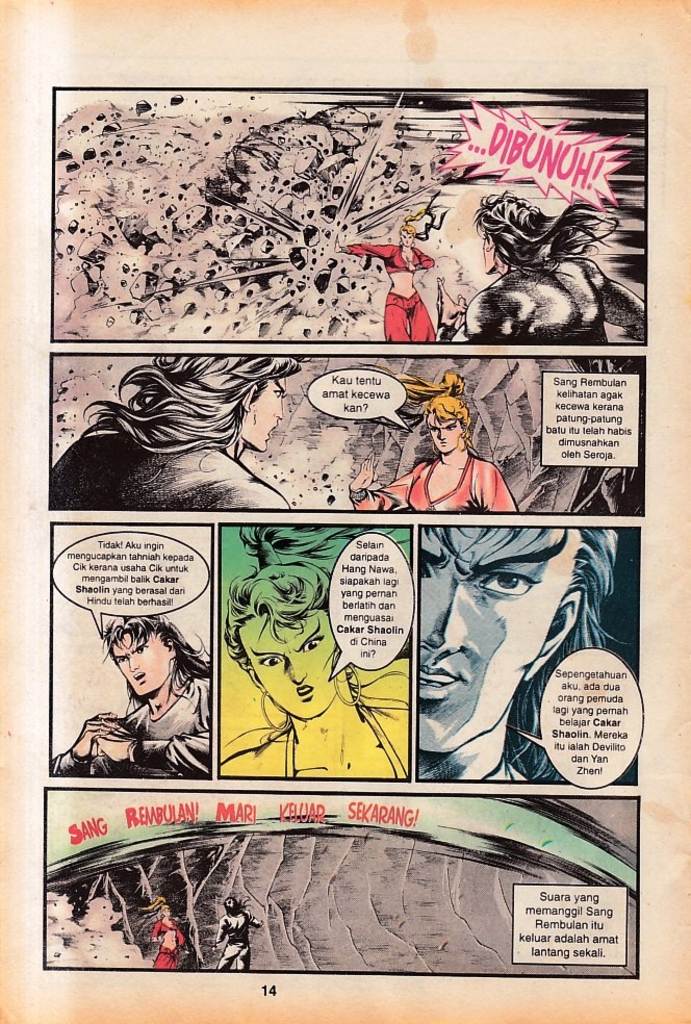 ...DIBUNUH!
Kau tentu
amat kecewa
kan?
Sang Rembulan
kelihatan agak
kecewa kerana
patung-patung
batu itu telah habis
dimusnahkan
oleh Seroja.
Tidak! Aku ingin
mengucapkan tahniah kepada
Cik kerana usaha Cik untuk
mengambil balik Cakar
Shaolin yang berasal dari
Hindu telah berhasil!
Selain
daripada
Hang Nawa,
siapakah lagi
yang pernah
berlatih dan
menguasai
Cakar Shaolin
di China
ini?
Sepengetahuan
aku, ada dua
orang pemuda
lagi yang pernah
belajar Cakar
Shaolin. Mereka
itu ialah Devilito
dan Yan
Zhen!
SANG REMBULAN! MARI KELUAR SEKARANG!
Suara yang
memanggil Sang
Rembulan itu
keluar adalah amat
lantang sekali.
14